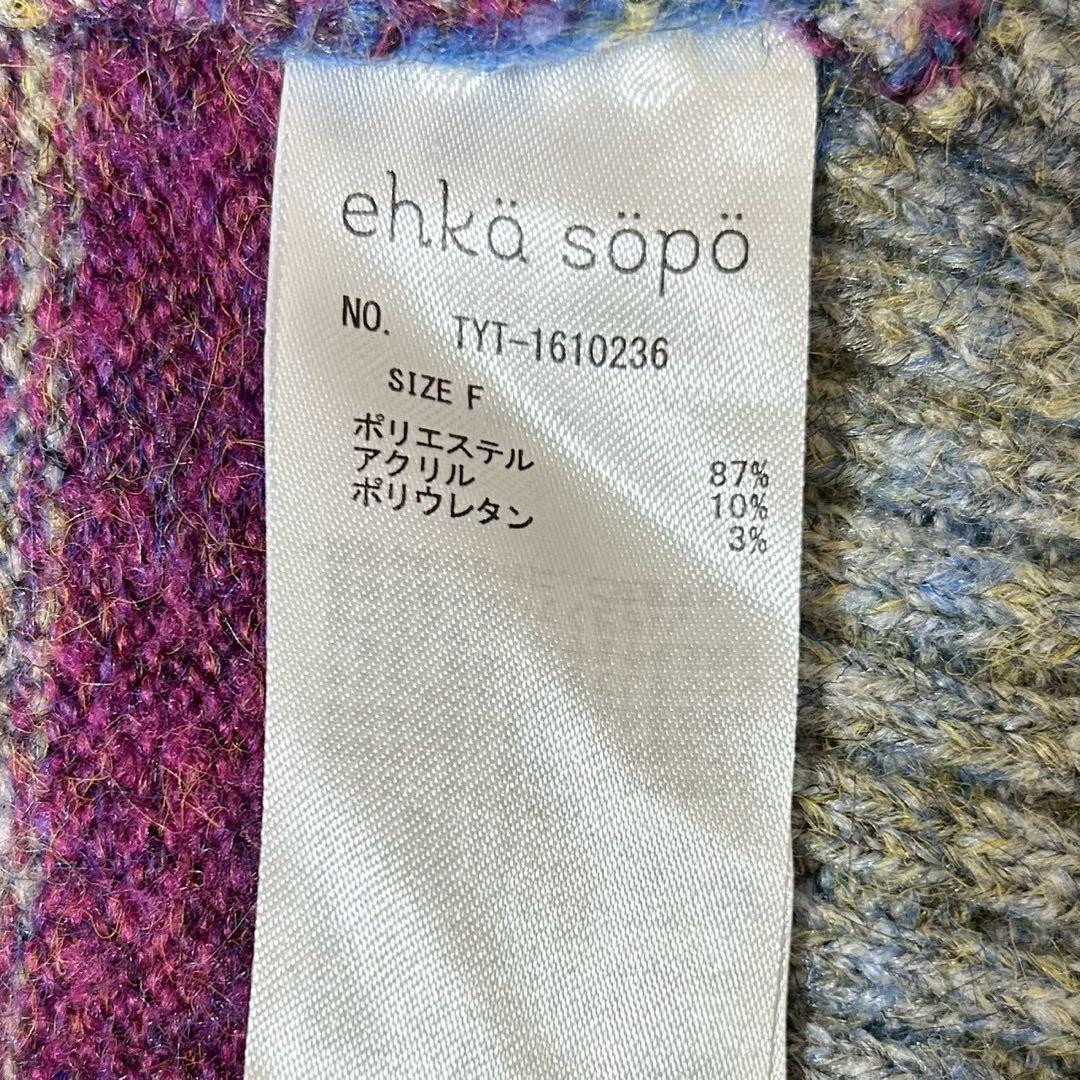 ehkä söpö
NO. TYT-1610236
SIZE F
ポリエステル 87%
アクリル 10%
ポリウレタン 3%